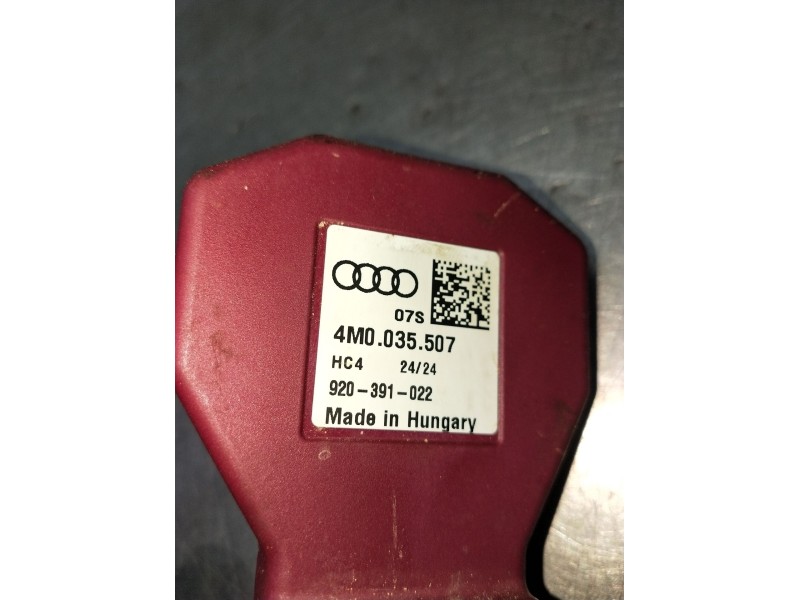 07S
4M0.035.507
HC4 24/24
920-391-022
Made in Hungary